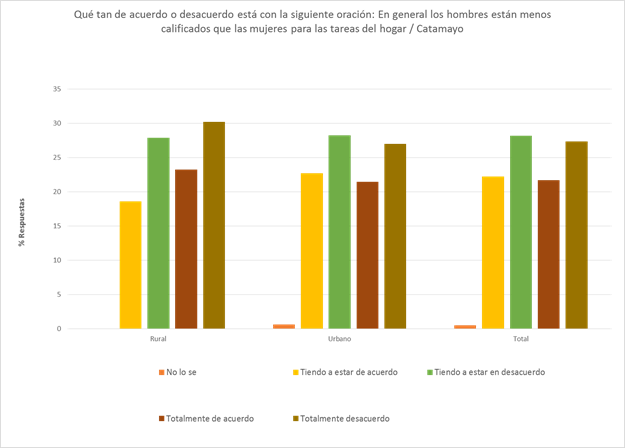 Qué tan de acuerdo o desacuerdo está con la siguiente oración: En general los hombres están menos
calificados que las mujeres para las tareas del hogar / Catamayo
35
30
25
20
15
10
5
0
% Respuestas
Rural
Urbano
Total
No lo se
Tiendo a estar de acuerdo
Tiendo a estar en desacuerdo
Totalmente de acuerdo
Totalmente desacuerdo